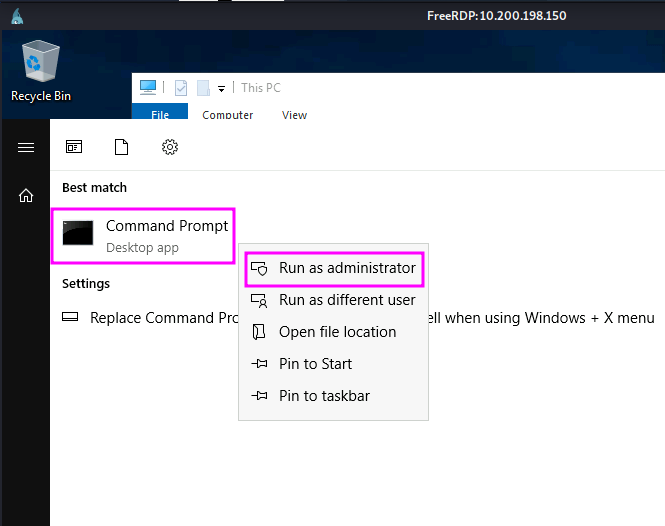 FreeRDP:10.200.198.150
Recycle Bin
This PC
File Computer View
Best match
Command Prompt
Desktop app
Run as administrator
Settings
Run as different user
Replace Command Pro ell when using Windows + X menu
Open file location
Pin to Start
Pin to taskbar